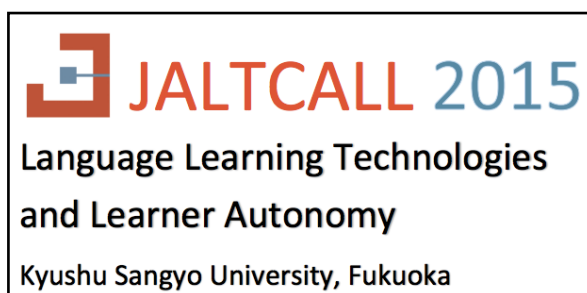 JALTCALL 2015
Language Learning Technologies
and Learner Autonomy
Kyushu Sangyo University, Fukuoka